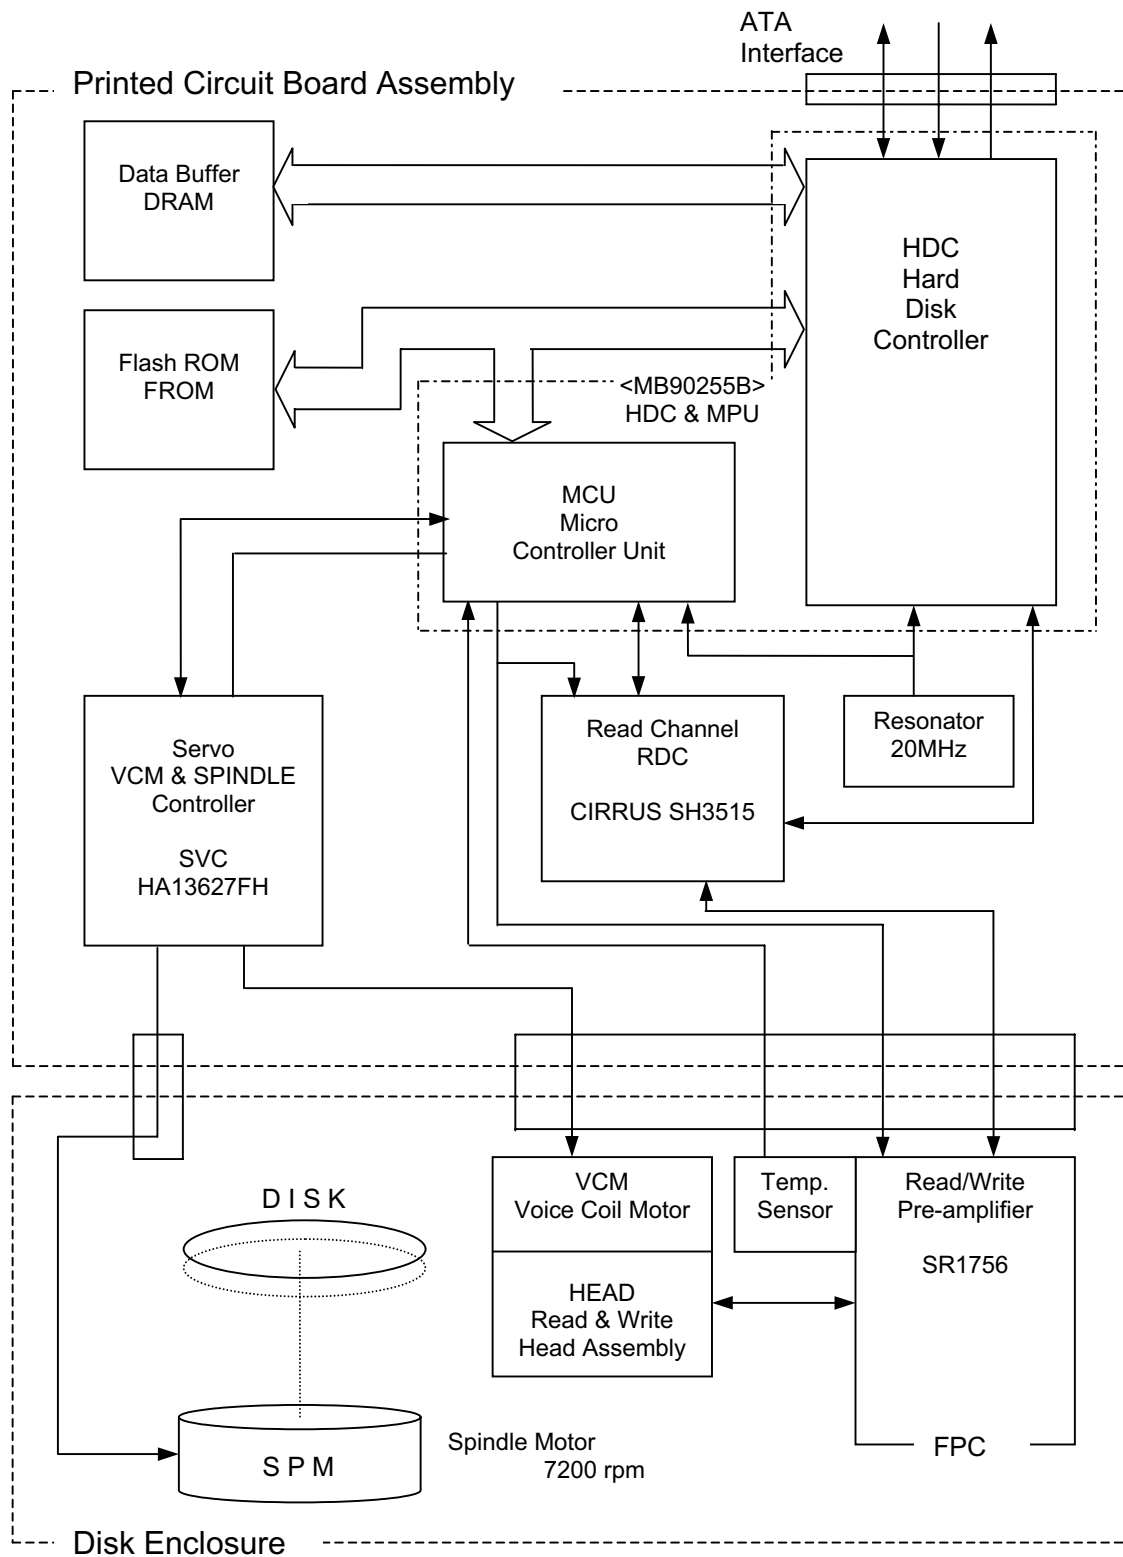 ATA
Interface
Printed Circuit Board Assembly
Data Buffer
DRAM
HDC
Hard
Disk
Controller
Flash ROM
FROM
<MB90255B>
HDC & MPU
MCU
Micro
Controller Unit
Servo
VCM & SPINDLE
Controller
SVC
HA13627FH
Read Channel
RDC
CIRRUS SH3515
Resonator
20MHz
DISK
VCM
Voice Coil Motor
HEAD
Read & Write
Head Assembly
Temp.
Sensor
Read/Write
Pre-amplifier
SR1756
FPC
SPM
Spindle Motor
7200 rpm
Disk Enclosure